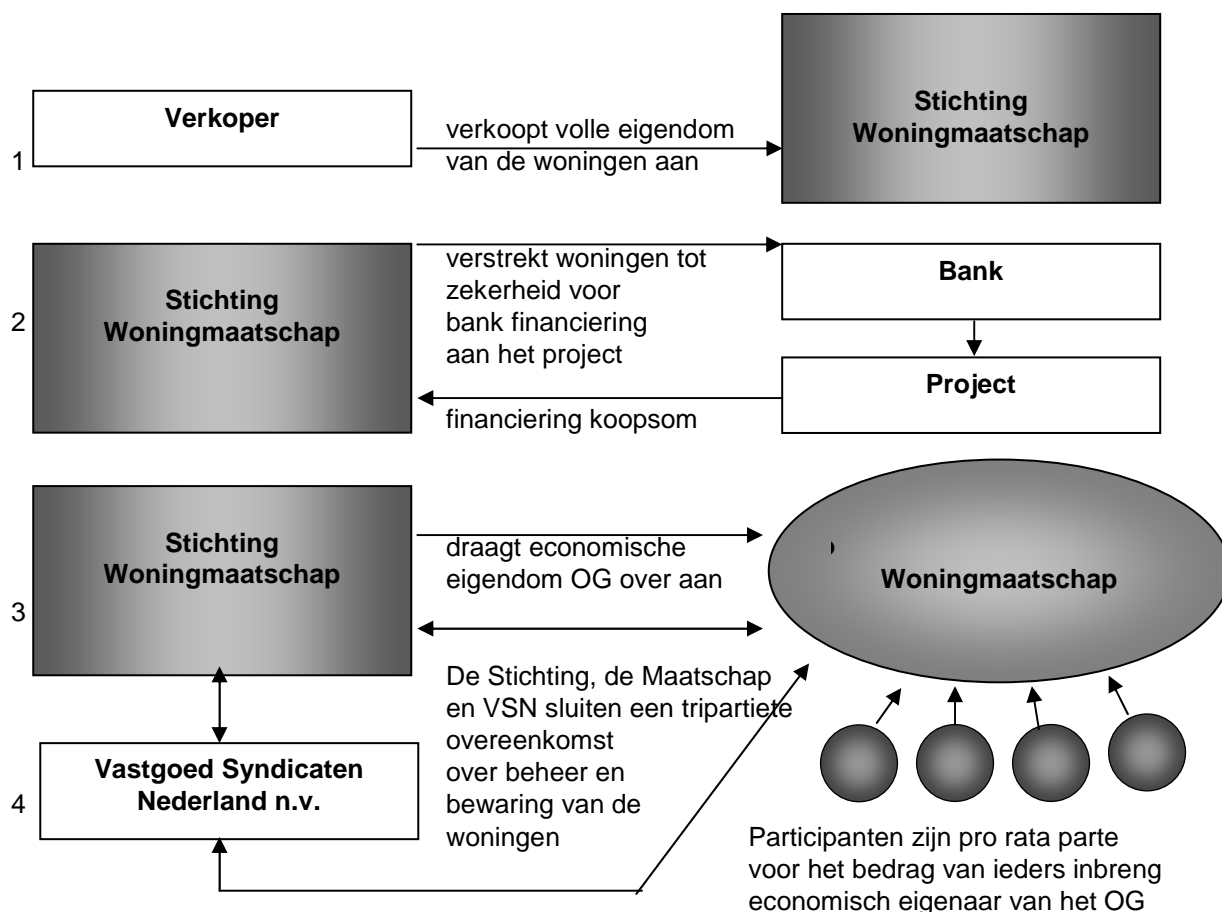 Verkoper
1
verkoopt volle eigendom
van de woningen aan
Stichting
Woningmaatschap
2
Stichting
Woningmaatschap
verstrekt woningen tot
zekerheid voor
bank financiering
aan het project
Bank
Project
financiering koopsom
3
Stichting
Woningmaatschap
draagt economische
eigendom OG over aan
Woningmaatschap
De Stichting, de Maatschap
en VSN sluiten een tripartiete
overeenkomst
over beheer en
bewaring van de
woningen
4
Vastgoed Syndicaten
Nederland n.v.
Participanten zijn pro rata parte
voor het bedrag van ieders inbreng
economisch eigenaar van het OG